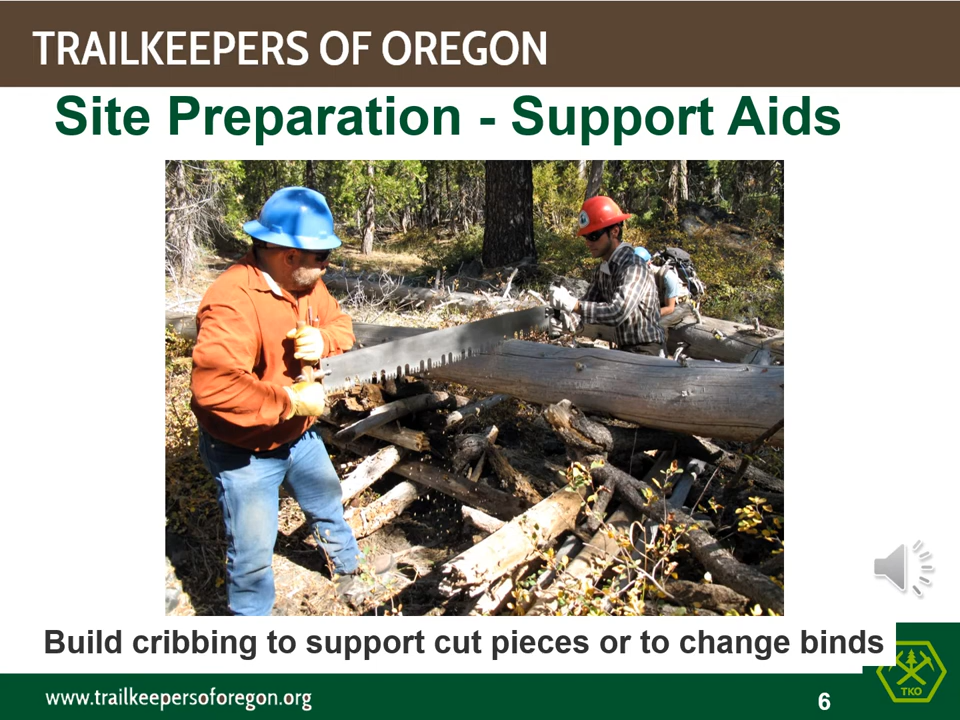 TRAILKEEPERS OF OREGON
Site Preparation - Support Aids
Build cribbing to support cut pieces or to change binds
TKO
www.trailkeepersoforegon.org
6